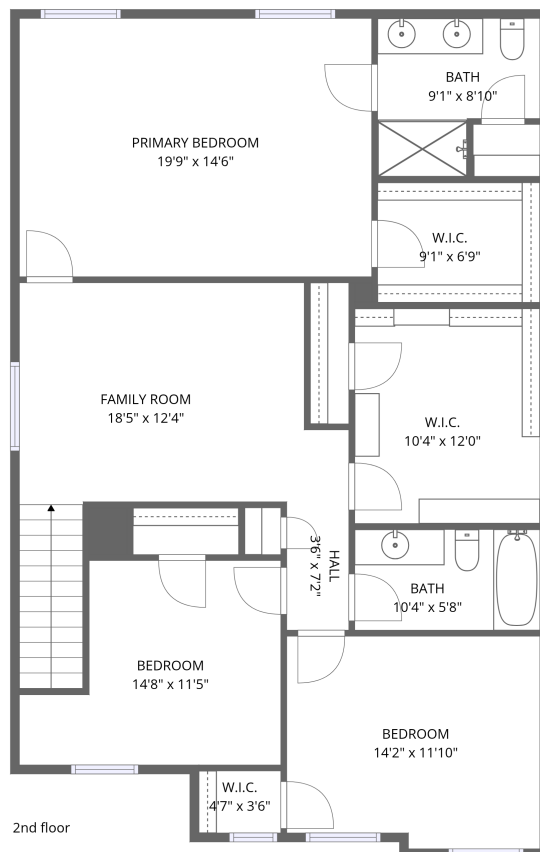 BATH
9'1" x 8'10"
PRIMARY BEDROOM
19'9" x 14'6"
W.I.C.
9'1" x 6'9"
FAMILY ROOM
18'5" x 12'4"
W.I.C.
10'4" x 12'0"
HALL
3'6" x 7'2"
BATH
10'4" x 5'8"
BEDROOM
14'8" x 11'5"
BEDROOM
14'2" x 11'10"
W.I.C.
4'7" x 3'6"
2nd floor